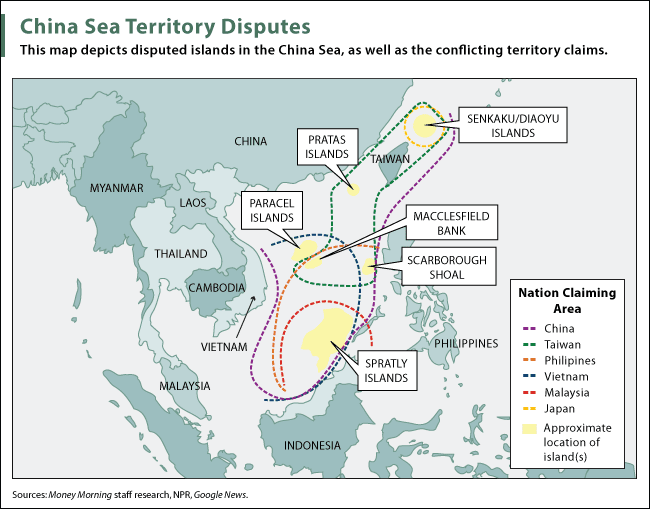 China Sea Territory Disputes
This map depicts disputed islands in the China Sea, as well as the conflicting territory claims.
SENKAKU/DIAOYU
ISLANDS
CHINA
PRATAS
ISLANDS
TAIWAN
MYANMAR
LAOS
PARACEL
ISLANDS
MACCLESFIELD
BANK
THAILAND
SCARBOROUGH
SHOAL
CAMBODIA
VIETNAM
PHILIPPINES
SPRATLY
ISLANDS
MALAYSIA
INDONESIA
Nation Claiming
Area
China
Taiwan
Philipines
Vietnam
Malaysia
Japan
Approximate
location of
island(s)
Sources: Money Morning staff research, NPR, Google News.